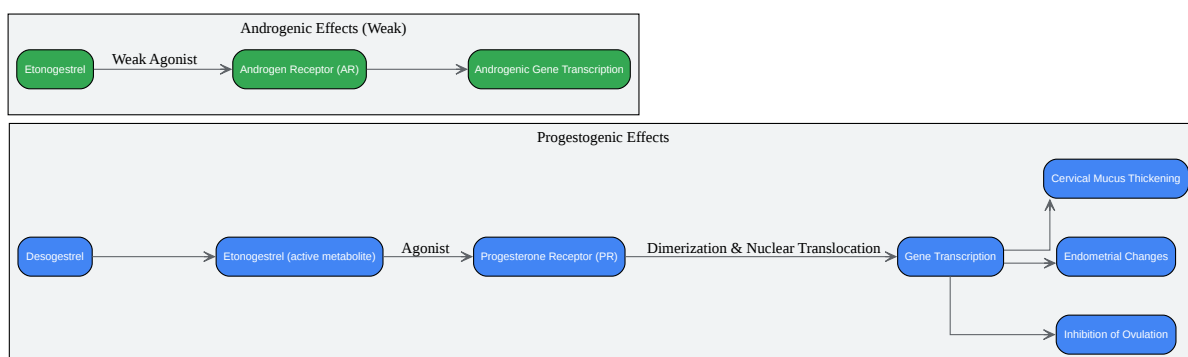 Androgenic Effects (Weak)
Etonogestrel
Weak Agonist
Androgen Receptor (AR)
Androgenic Gene Transcription
Progestogenic Effects
Cervical Mucus Thickening
Desogestrel
Etonogestrel (active metabolite)
Agonist
Progesterone Receptor (PR)
Dimerization & Nuclear Translocation
Gene Transcription
Endometrial Changes
Inhibition of Ovulation